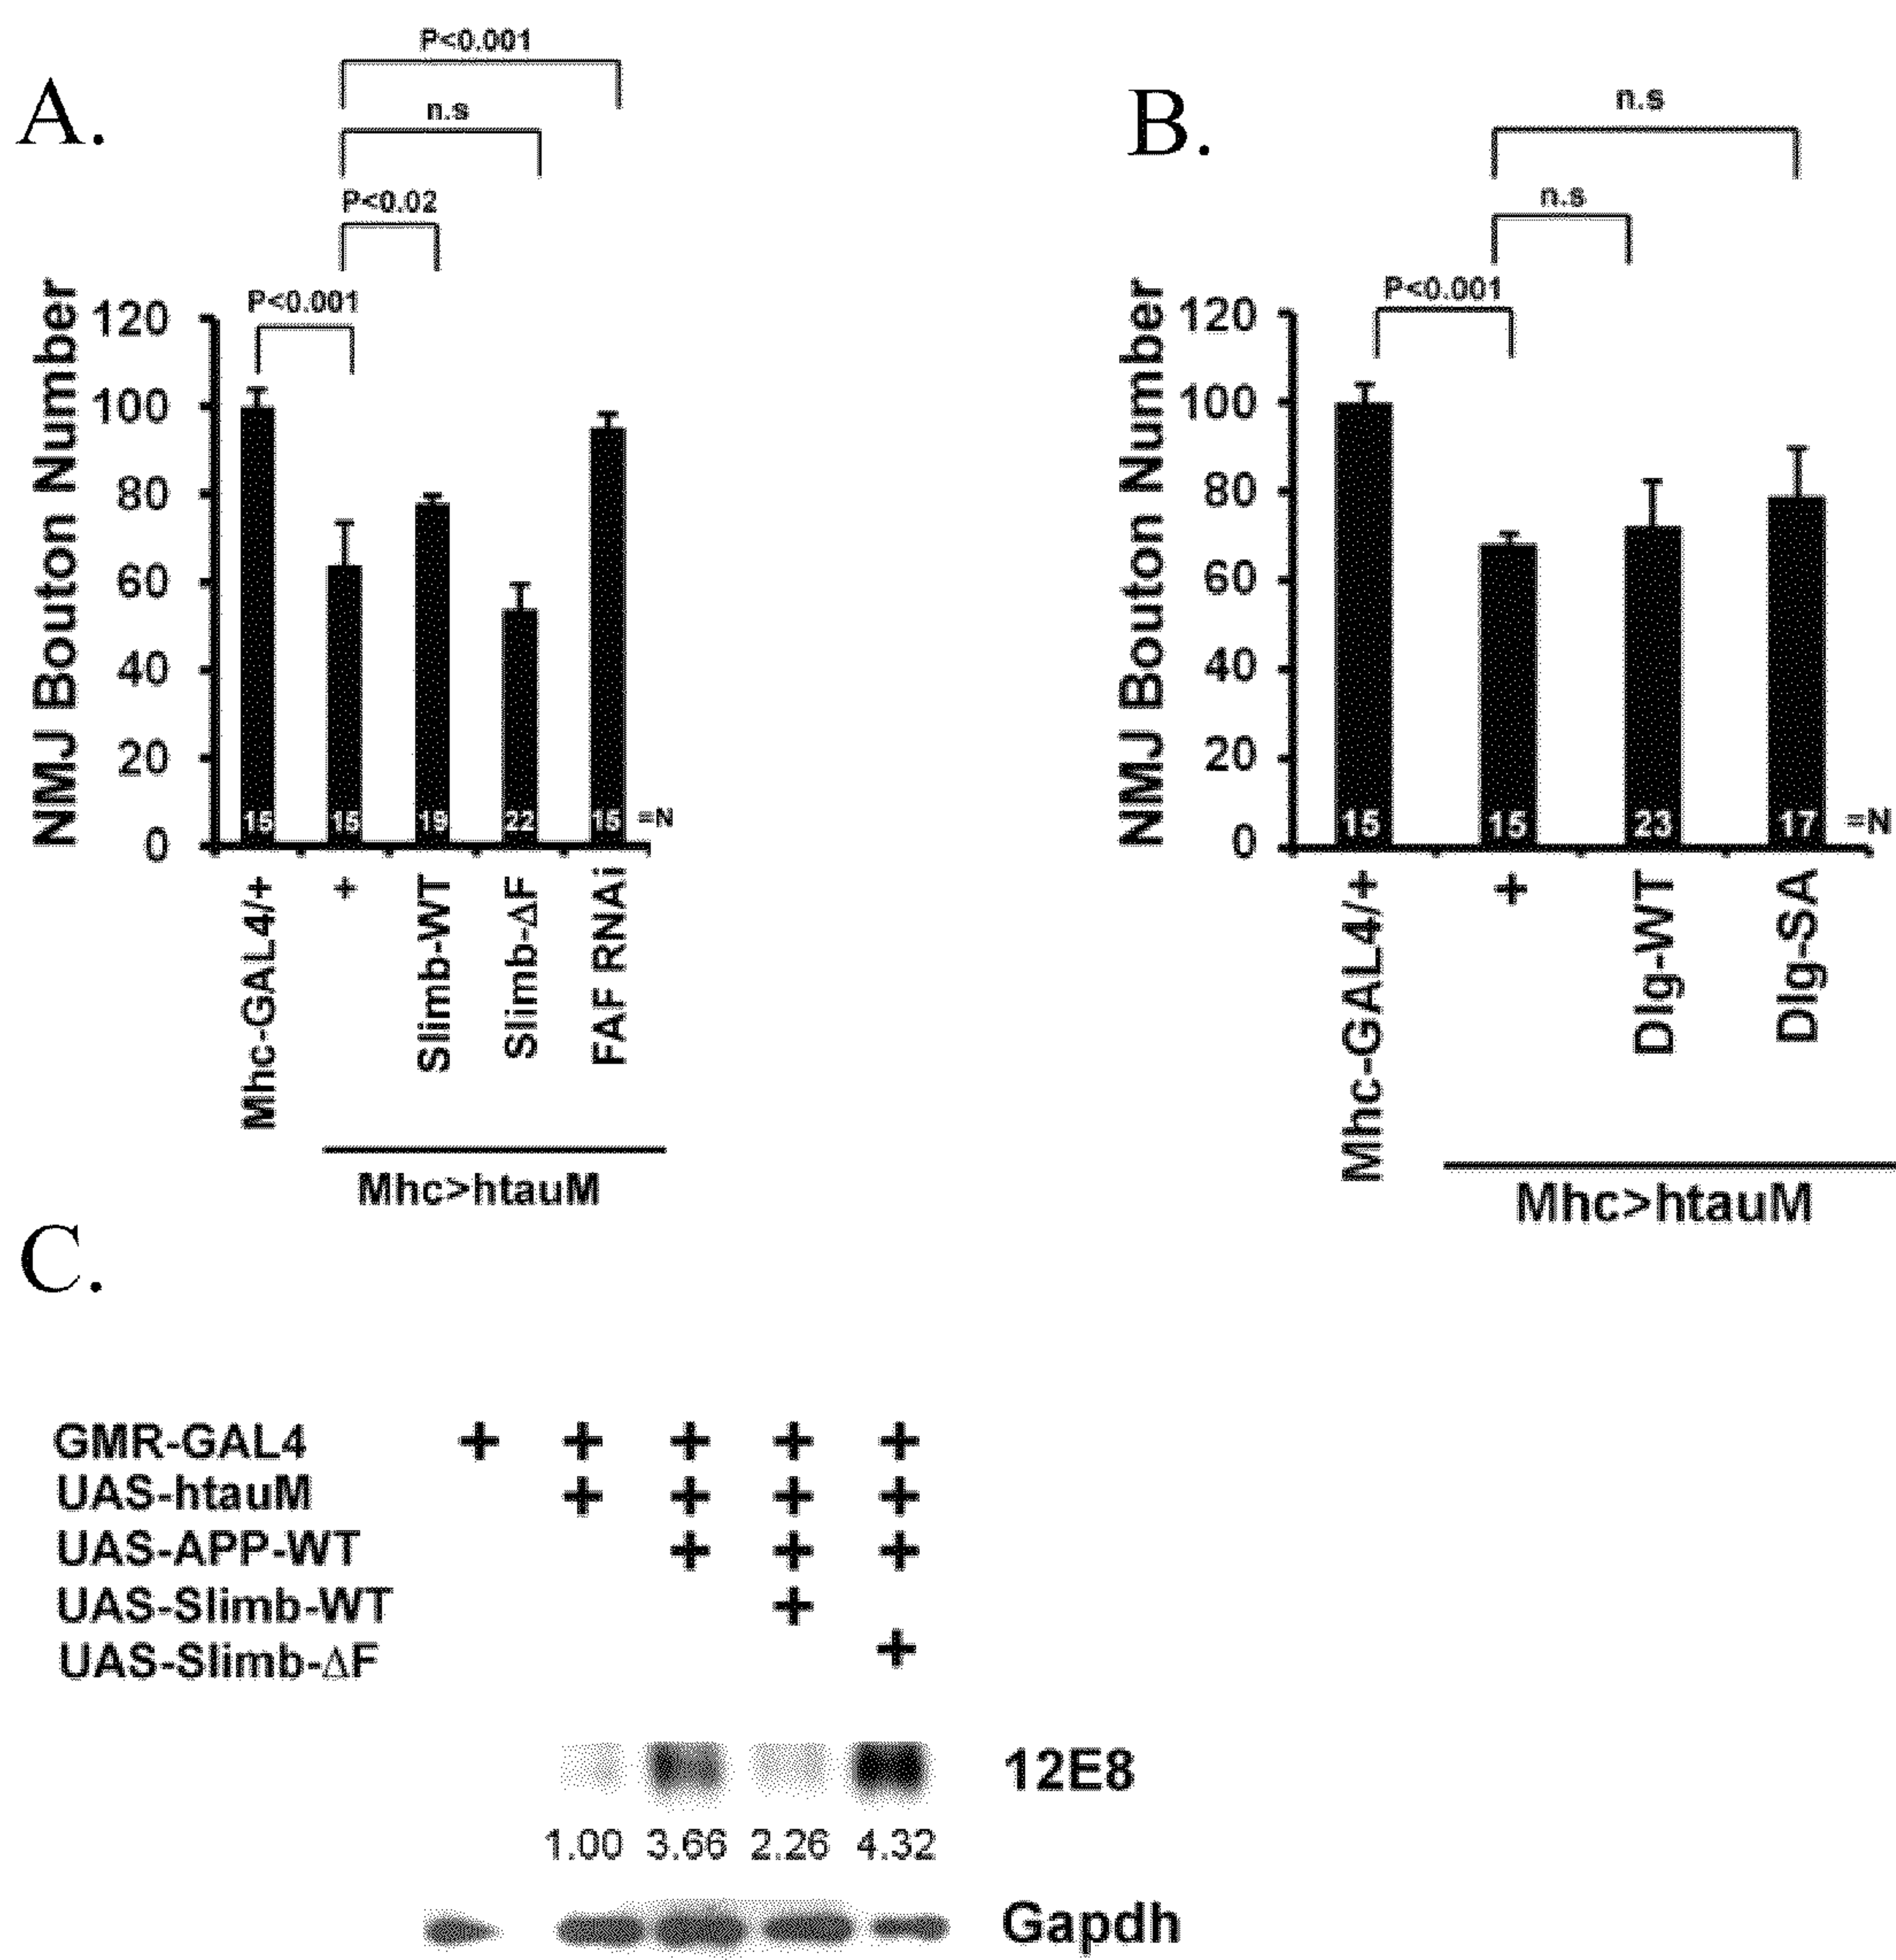 A.
P<0.001
n.s
P<0.02
P<0.001
NMJ Bouton Number
120
100
80
60
40
20
0
15 15 19 22 15 =N
Mhc-GAL4/+
+
Slimb-WT
Slimb-ΔF
FAF RNAi
Mhc>htauM
B.
n.s
n.s
P<0.001
NMJ Bouton Number
120
100
80
60
40
20
0
15 15 23 17 =N
Mhc-GAL4/+
+
Dlg-WT
Dlg-SA
Mhc>htauM
C.
GMR-GAL4 + + + + +
UAS-htauM + + + +
UAS-APP-WT + + +
UAS-Slimb-WT +
UAS-Slimb-ΔF +
12E8
1.00 3.66 2.26 4.32
Gapdh